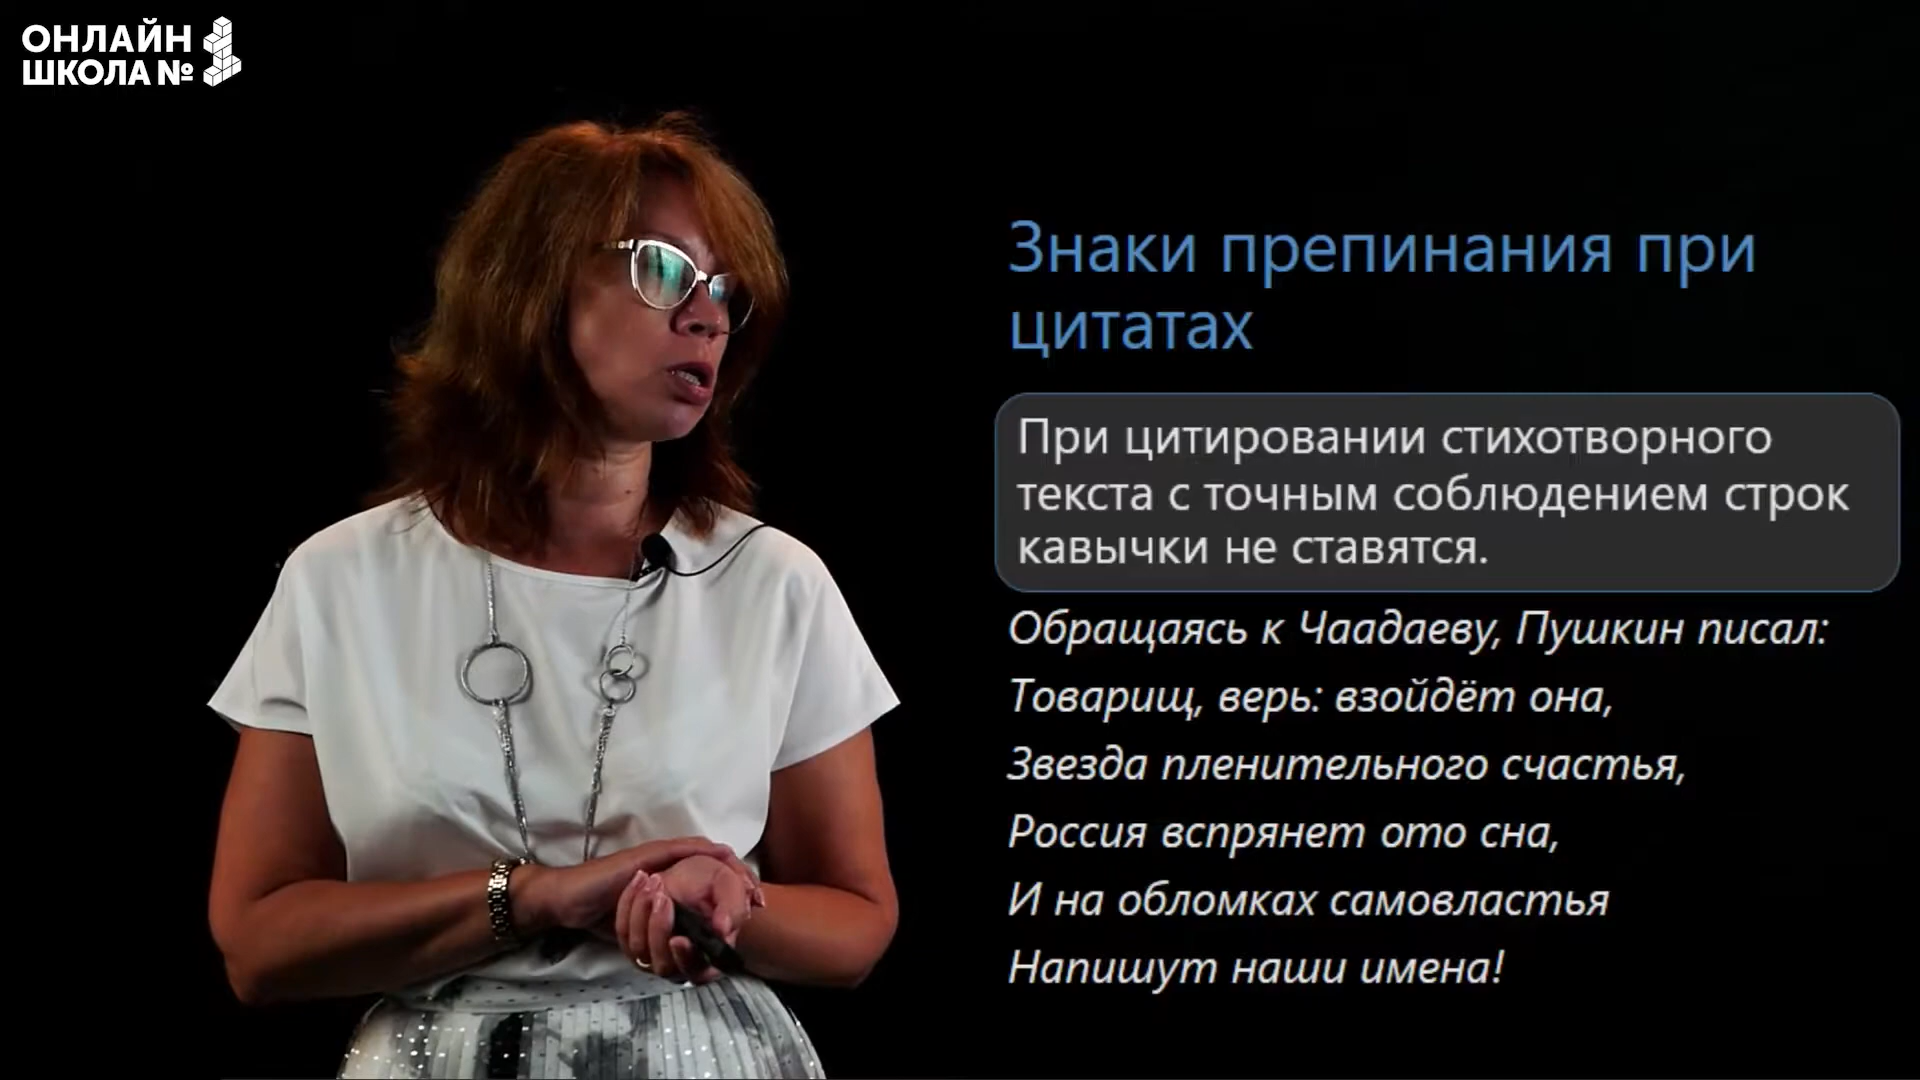 ОНЛАЙН
ШКОЛА №
Знаки препинания при
цитатах
При цитировании стихотворного
текста с точным соблюдением строк
кавычки не ставятся.
Обращаясь к Чаадаеву, Пушкин писал:
Товарищ, верь: взойдёт она,
Звезда пленительного счастья,
Россия вспрянет ото сна,
И на обломках самовластья
Напишут наши имена!